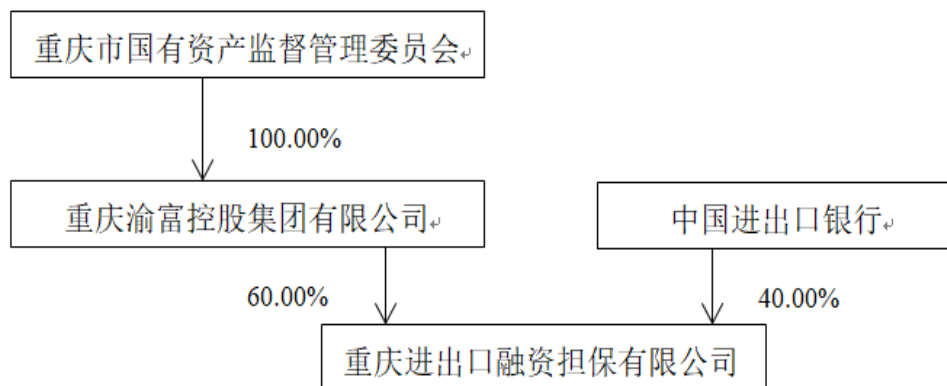 重庆市国有资产监督管理委员会
100.00%
重庆渝富控股集团有限公司
中国进出口银行
60.00%
40.00%
重庆进出口融资担保有限公司